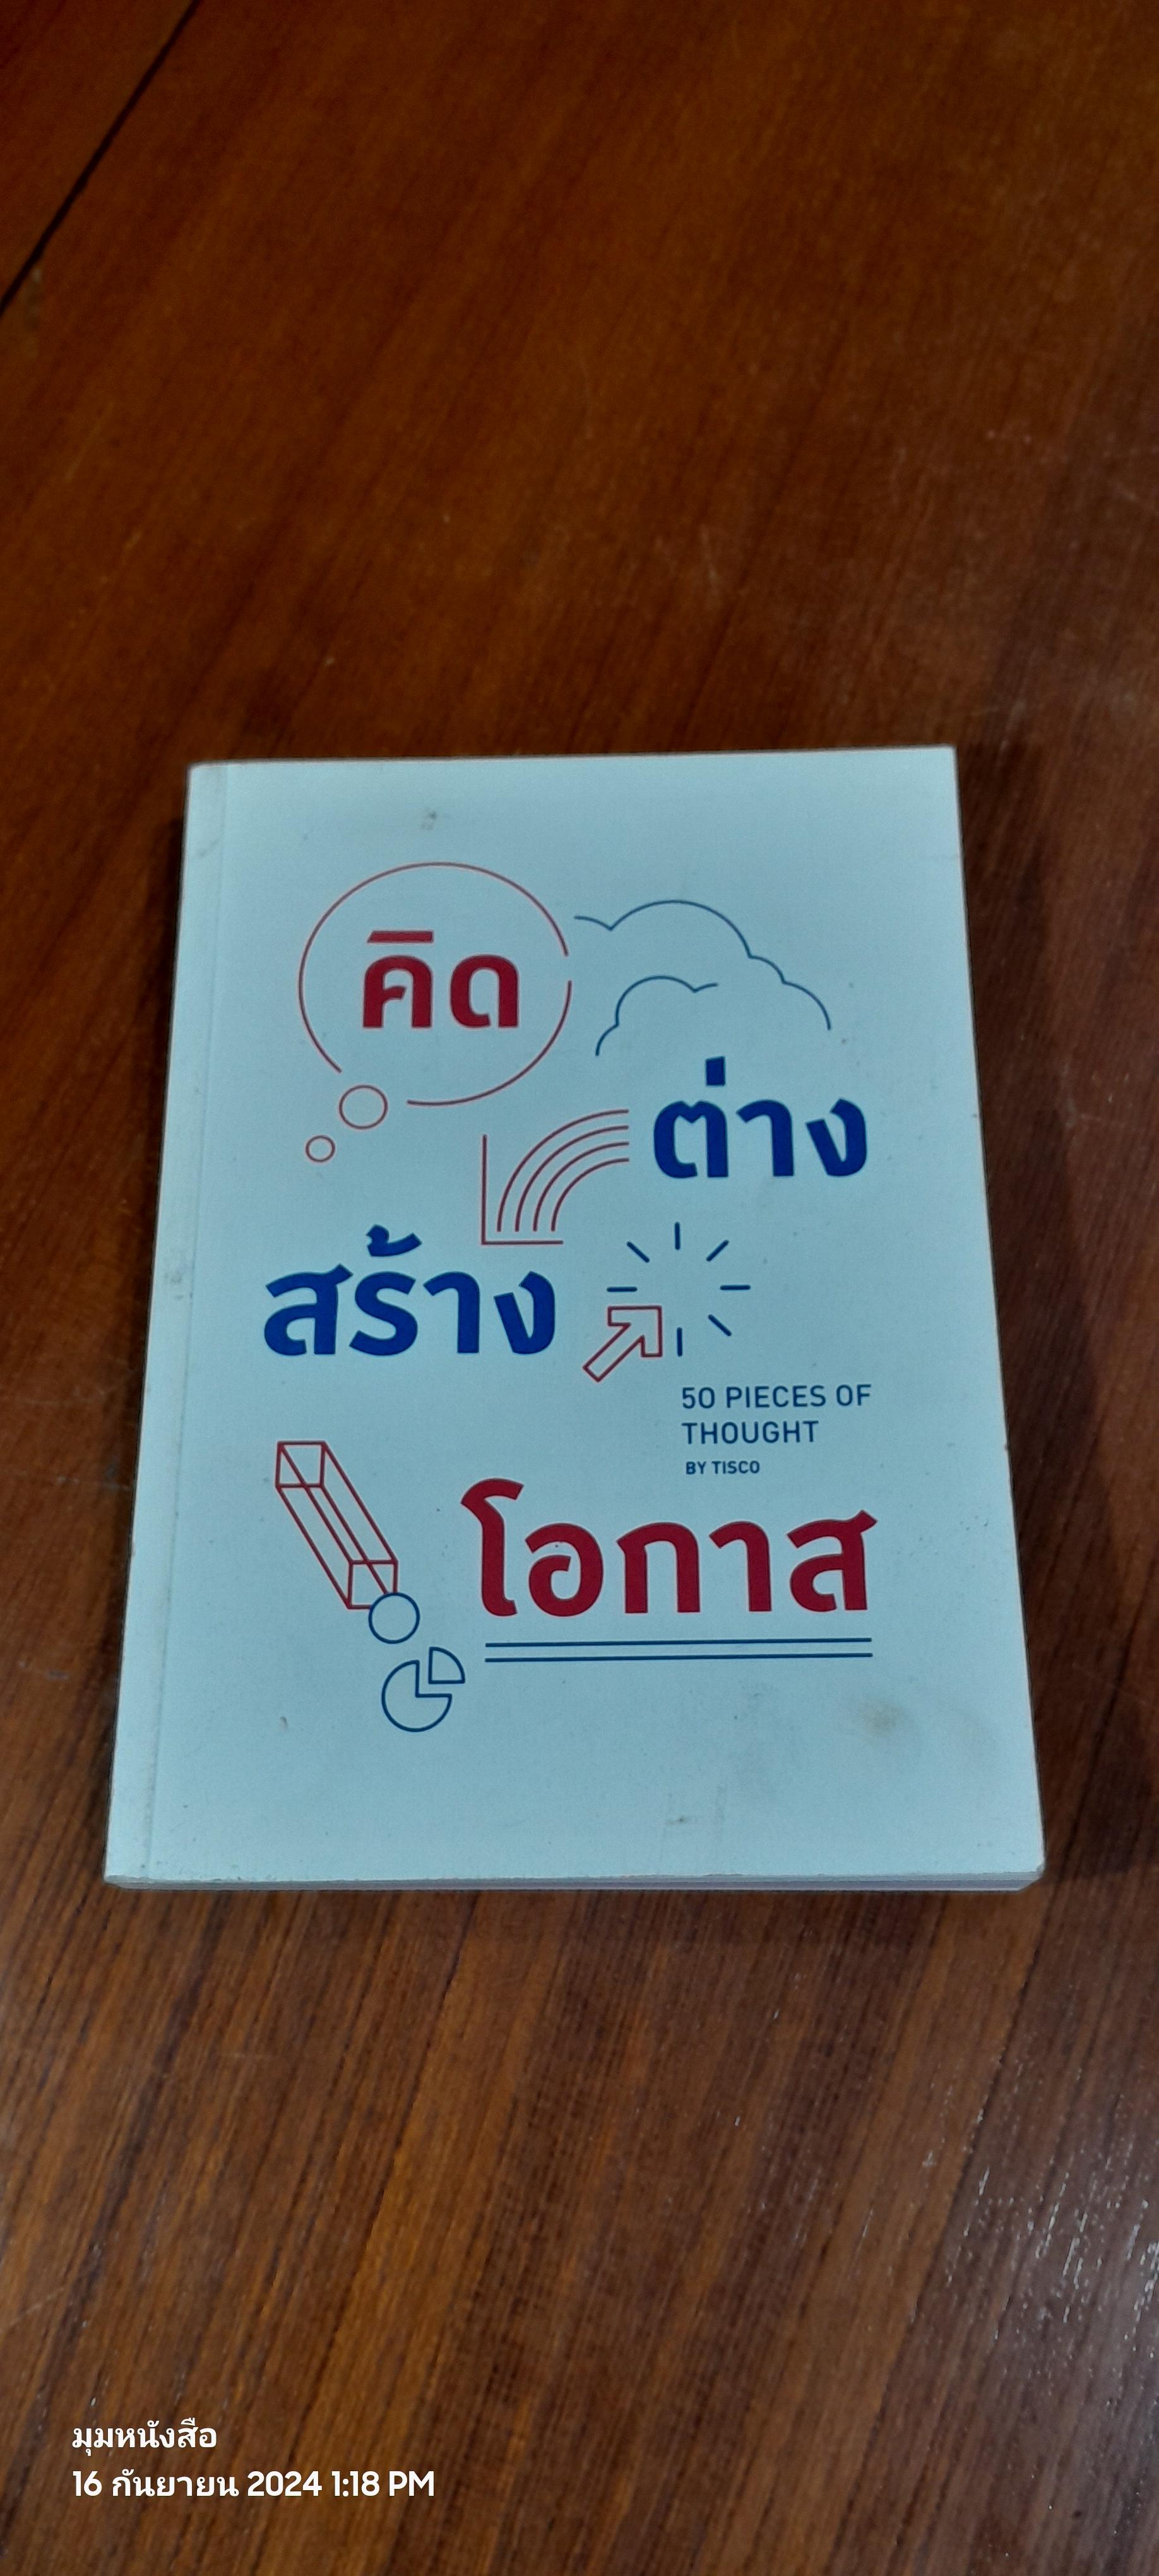 คิด
ต่าง
สร้าง
50 PIECES OF
THOUGHT
BY TISCO
โอกาส
มุมหนังสือ
16 กันยายน 2024 1:18 PM